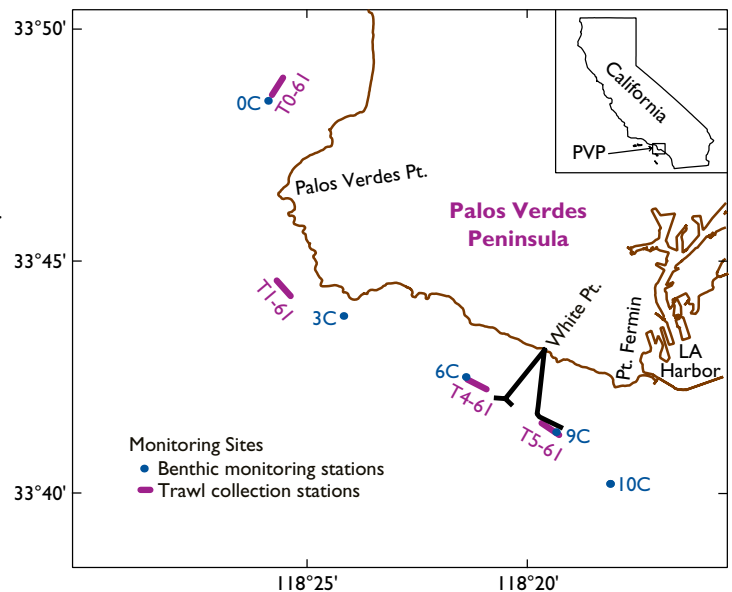 33°50'
California
T0-61
0C
PVP
Palos Verdes Pt.
Palos Verdes
Peninsula
33°45'
T1-61
3C
White Pt.
Pt. Fermin
LA
Harbor
6C
T4-61
T5-61
9C
Monitoring Sites
Benthic monitoring stations
Trawl collection stations
10C
33°40'
118°25'
118°20'